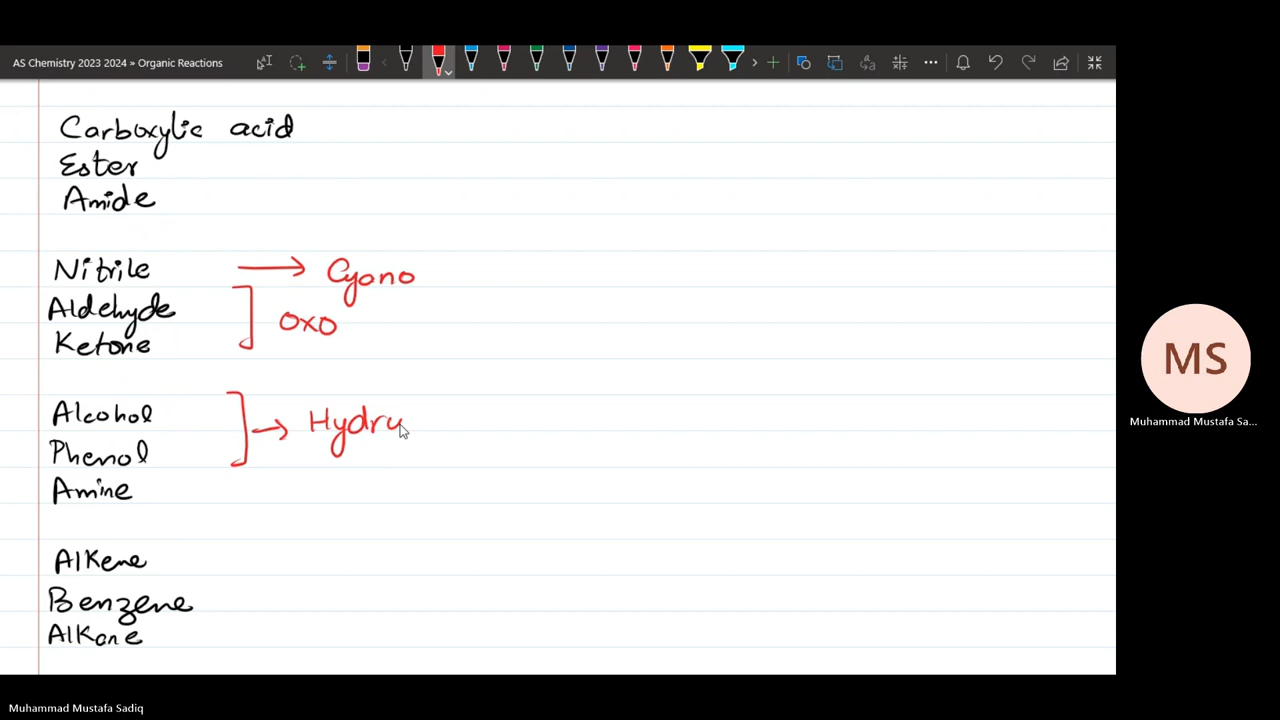 AS Chemistry 2023 2024 » Organic Reactions
Carboxylic acid
Ester
Amide
Nitrile → Cyano
Aldehyde
Ketone
oxo
Alcohol
Phenol
→ Hydr
Amine
Alkene
Benzene
Alkane
MS
Muhammad Mustafa Sa...
Muhammad Mustafa Sadiq